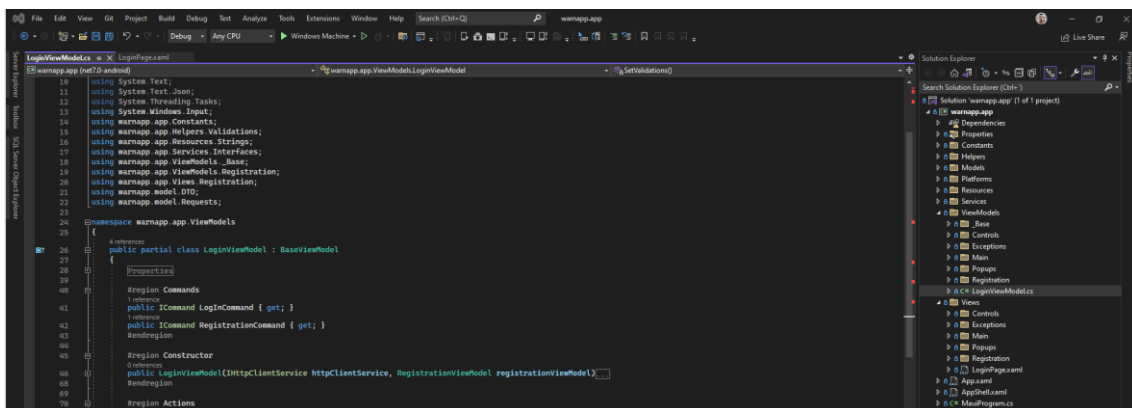 File Edit View Git Project Build Debug Test Analyze Tools Extensions Window Help Search (Ctrl+Q) warnapp.app
Debug Any CPU Windows Machine Live Share
LoginViewModel.cs LoginPage.xaml
warnapp.app (net7.0-android) warnapp.app.ViewModels.LoginViewModel SetValidations()
Server Explorer
Toolbox
SQL Server Object Explorer
10 using System.Text;
11 using System.Text.Json;
12 using System.Threading.Tasks;
13 using System.Windows.Input;
14 using warnapp.app.Constants;
15 using warnapp.app.Helpers.Validations;
16 using warnapp.app.Resources.Strings;
17 using warnapp.app.Services.Interfaces;
18 using warnapp.app.ViewModels._Base;
19 using warnapp.app.ViewModels.Registration;
20 using warnapp.app.Views.Registration;
21 using warnapp.model.DTO;
22 using warnapp.model.Requests;
23
24 namespace warnapp.app.ViewModels
25 {
4 references
26 public partial class LoginViewModel : BaseViewModel
27 {
28 Properties
39
40 #region Commands
1 reference
41 public ICommand LogInCommand { get; }
1 reference
42 public ICommand RegistrationCommand { get; }
43 #endregion
44
45 #region Constructor
0 references
46 public LoginViewModel(IHttpClientService httpClientService, RegistrationViewModel registrationViewModel)...
68 #endregion
69
70 #region Actions
Solution Explorer
Search Solution Explorer (Ctrl+')
Solution 'warnapp.app' (1 of 1 project)
warnapp.app
Dependencies
Properties
Constants
Helpers
Models
Platforms
Resources
Services
ViewModels
_Base
Controls
Exceptions
Main
Popups
Registration
C# LoginViewModel.cs
Views
Controls
Exceptions
Main
Popups
Registration
LoginPage.xaml
App.xaml
AppShell.xaml
C# MauiProgram.cs
Properties